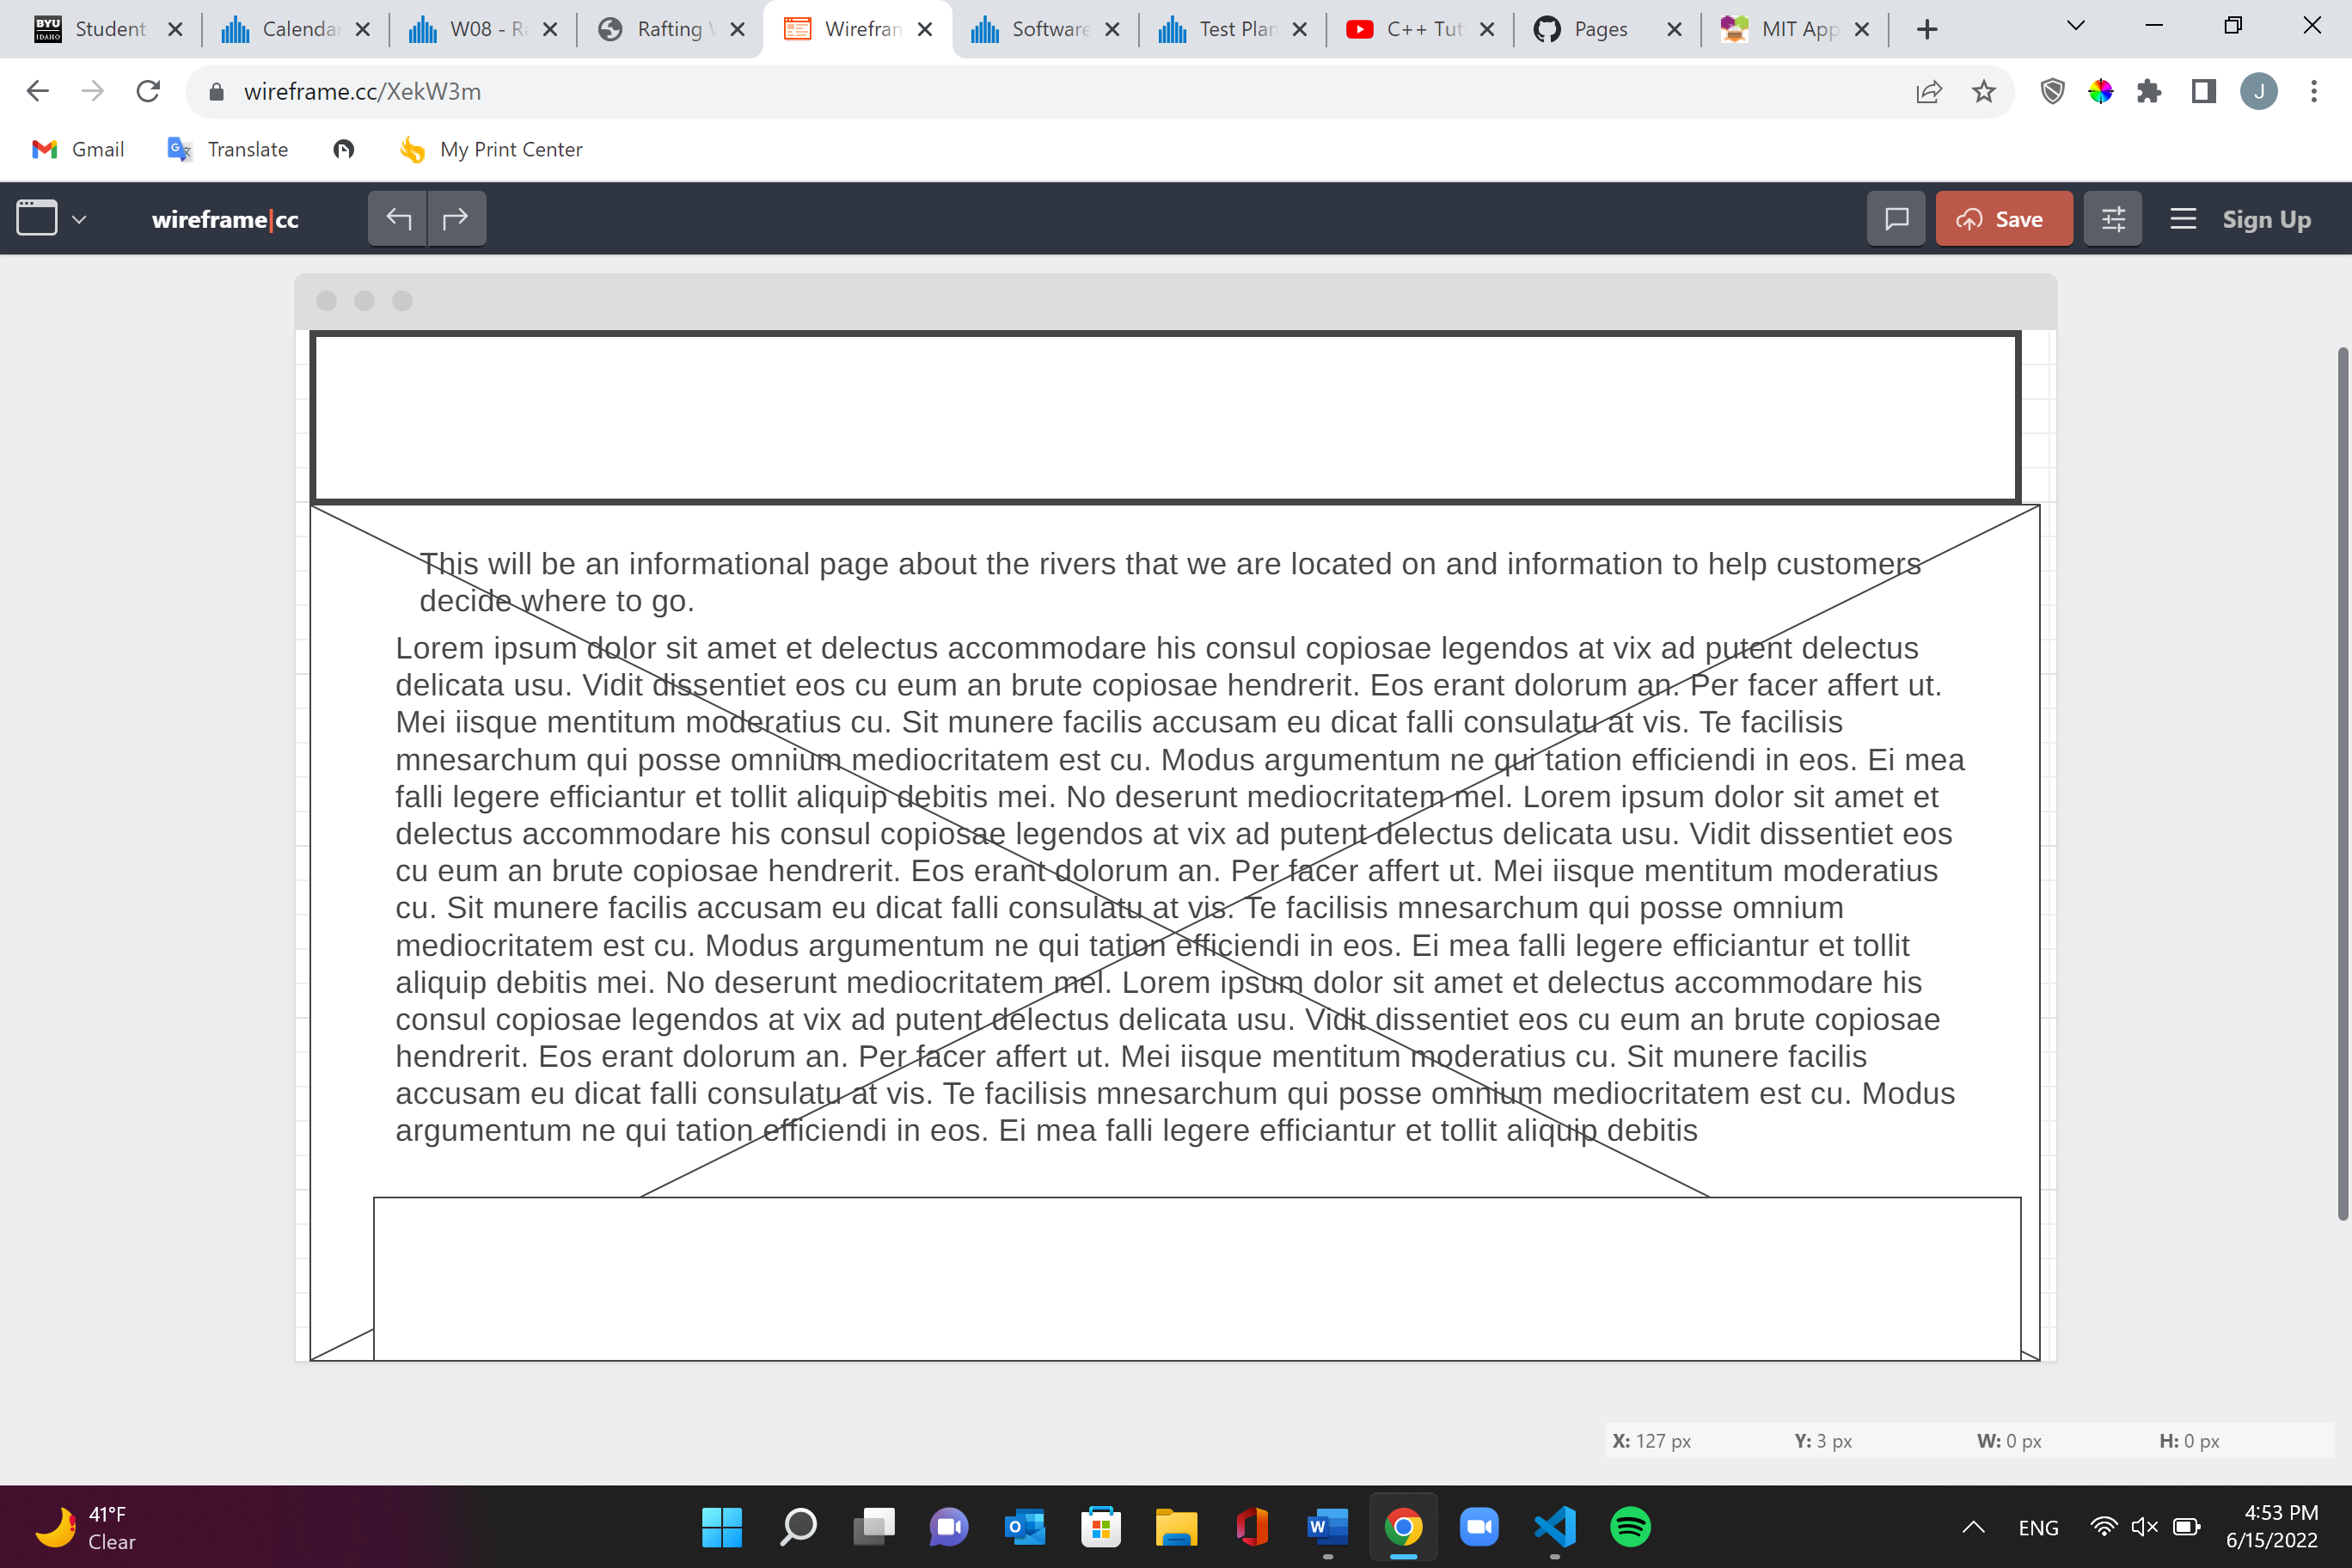 BYU IDAHO Student Calenda W08 - R Rafting Wirefran Software Test Plan C++ Tut Pages MIT App
wireframe.cc/XekW3m J
Gmail Translate My Print Center
wireframe|cc Save Sign Up
This will be an informational page about the rivers that we are located on and information to help customers
decide where to go.
Lorem ipsum dolor sit amet et delectus accommodare his consul copiosae legendos at vix ad putent delectus
delicata usu. Vidit dissentiet eos cu eum an brute copiosae hendrerit. Eos erant dolorum an. Per facer affert ut.
Mei iisque mentitum moderatius cu. Sit munere facilis accusam eu dicat falli consulatu at vis. Te facilisis
mnesarchum qui posse omnium mediocritatem est cu. Modus argumentum ne qui tation efficiendi in eos. Ei mea
falli legere efficiantur et tollit aliquip debitis mei. No deserunt mediocritatem mel. Lorem ipsum dolor sit amet et
delectus accommodare his consul copiosae legendos at vix ad putent delectus delicata usu. Vidit dissentiet eos
cu eum an brute copiosae hendrerit. Eos erant dolorum an. Per facer affert ut. Mei iisque mentitum moderatius
cu. Sit munere facilis accusam eu dicat falli consulatu at vis. Te facilisis mnesarchum qui posse omnium
mediocritatem est cu. Modus argumentum ne qui tation efficiendi in eos. Ei mea falli legere efficiantur et tollit
aliquip debitis mei. No deserunt mediocritatem mel. Lorem ipsum dolor sit amet et delectus accommodare his
consul copiosae legendos at vix ad putent delectus delicata usu. Vidit dissentiet eos cu eum an brute copiosae
hendrerit. Eos erant dolorum an. Per facer affert ut. Mei iisque mentitum moderatius cu. Sit munere facilis
accusam eu dicat falli consulatu at vis. Te facilisis mnesarchum qui posse omnium mediocritatem est cu. Modus
argumentum ne qui tation efficiendi in eos. Ei mea falli legere efficiantur et tollit aliquip debitis
X: 127 px Y: 3 px W: 0 px H: 0 px
41°F
Clear
ENG
4:53 PM
6/15/2022